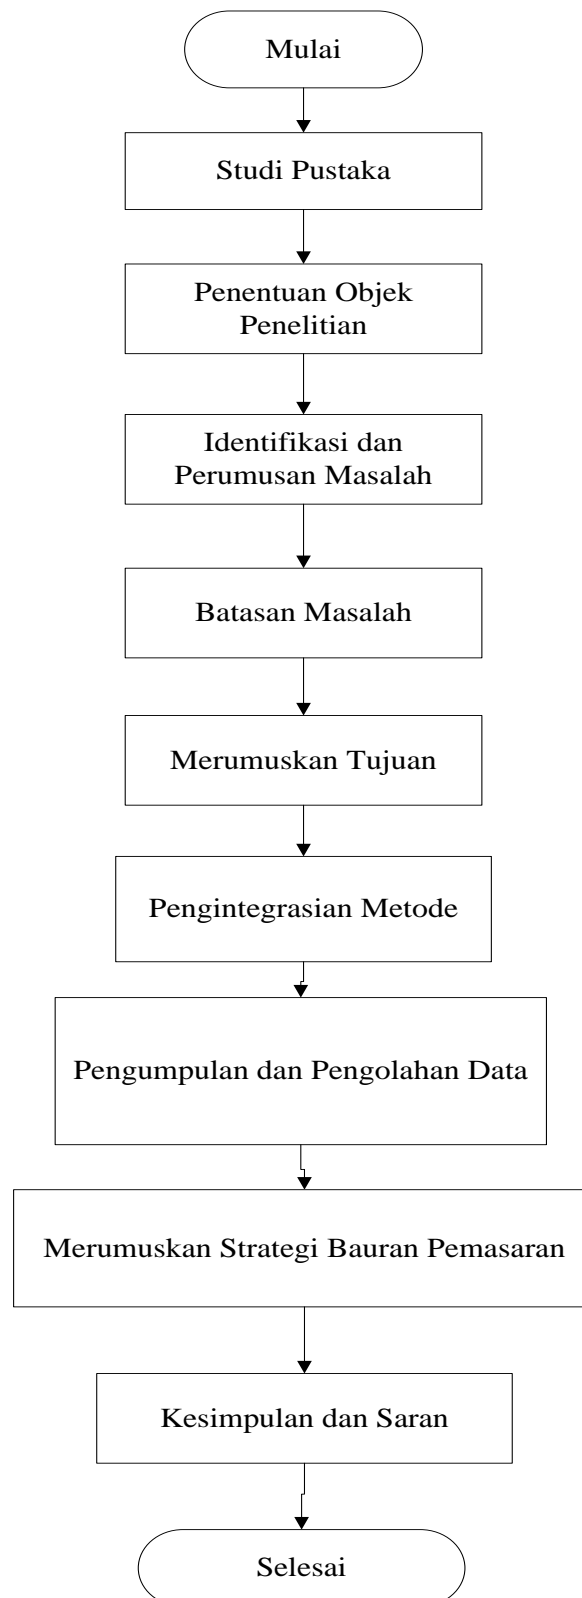 Mulai
Studi Pustaka
Penentuan Objek
Penelitian
Identifikasi dan
Perumusan Masalah
Batasan Masalah
Merumuskan Tujuan
Pengintegrasian Metode
Pengumpulan dan Pengolahan Data
Merumuskan Strategi Bauran Pemasaran
Kesimpulan dan Saran
Selesai